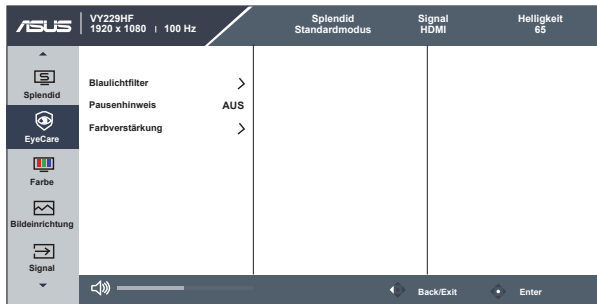 ASUS
VY229HF
1920 x 1080 | 100 Hz
Splendid
Standardmodus
Signal
HDMI
Helligkeit
65
Splendid
EyeCare
Farbe
Bildeinrichtung
Signal
Blaulichtfilter
Pausenhinweis AUS
Farbverstärkung
Back/Exit
Enter